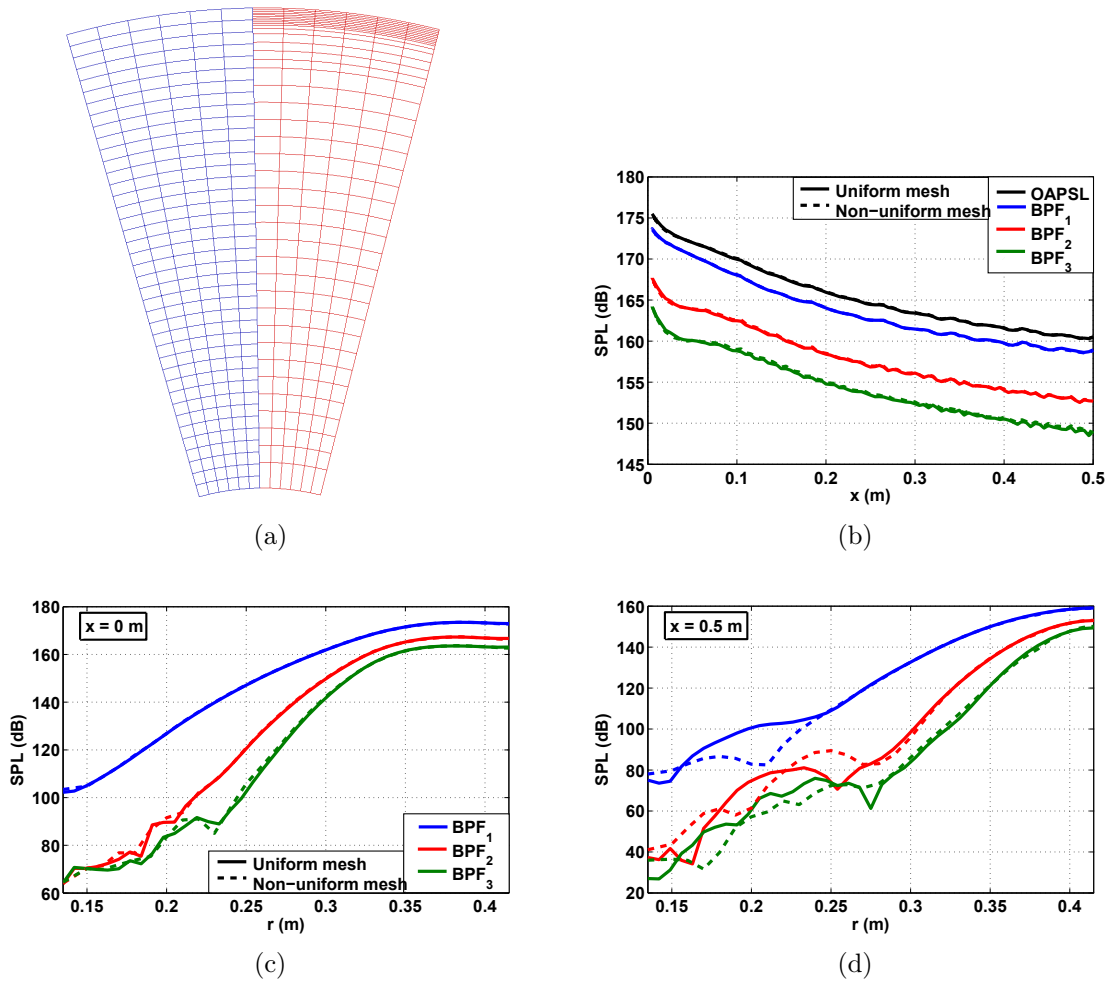 (a)
180
175
170
165
160
155
150
145
SPL (dB)
0
0.1
0.2
0.3
0.4
0.5
x (m)
Uniform mesh
Non−uniform mesh
OAPSL
BPF1
BPF2
BPF3
(b)
x = 0 m
180
160
140
120
100
80
60
SPL (dB)
0.15
0.2
0.25
0.3
0.35
0.4
r (m)
Uniform mesh
Non−uniform mesh
BPF1
BPF2
BPF3
(c)
x = 0.5 m
160
140
120
100
80
60
40
20
SPL (dB)
0.15
0.2
0.25
0.3
0.35
0.4
r (m)
(d)